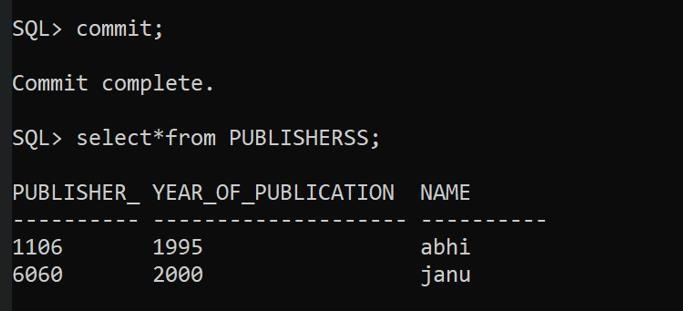 SQL> commit;
Commit complete.
SQL> select*from PUBLISHERSS;
PUBLISHER_ YEAR_OF_PUBLICATION  NAME
---------- -------------------- ----------
1106       1995                 abhi
6060       2000                 janu